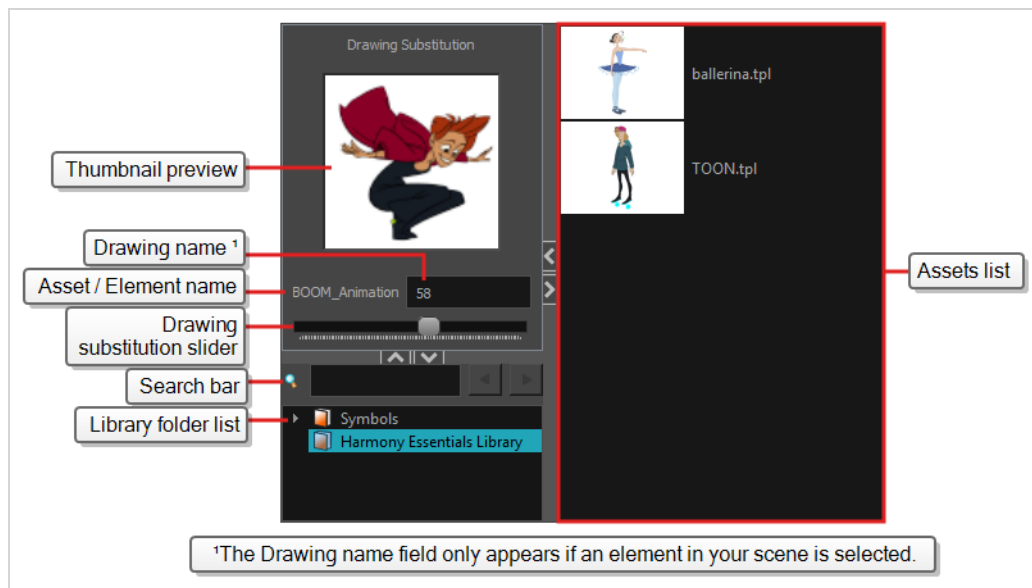 Drawing Substitution
ballerina.tpl
Thumbnail preview
TOON.tpl
Drawing name ¹
Asset / Element name
BOOM_Animation
58
Assets list
Drawing
substitution slider
Search bar
Library folder list
Symbols
Harmony Essentials Library
¹The Drawing name field only appears if an element in your scene is selected.